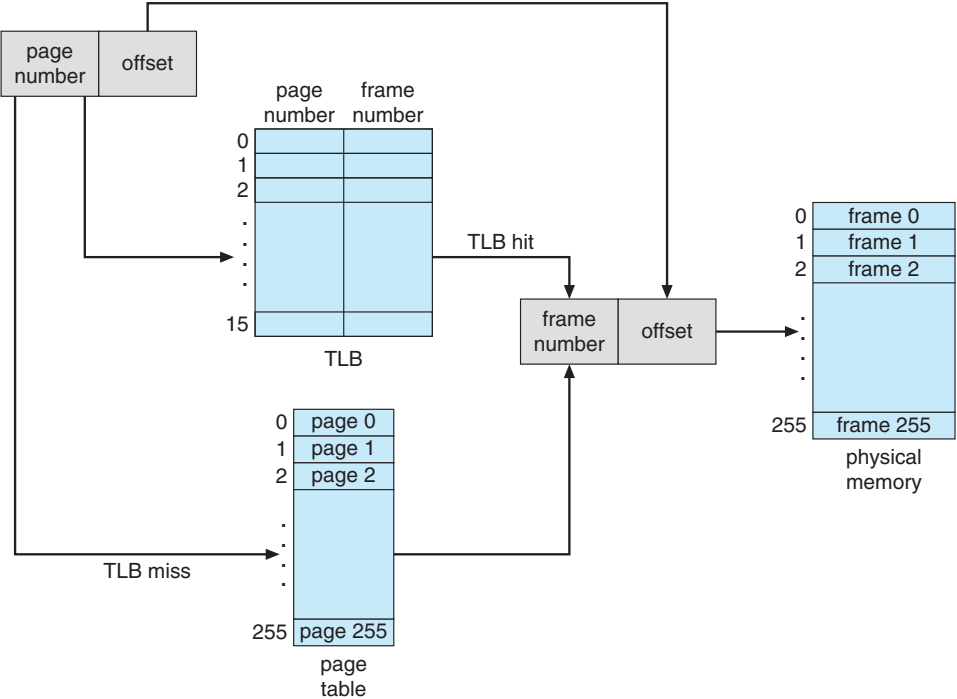 page
number
offset
page
number
frame
number
0
1
2
.
.
.
.
15
TLB
TLB hit
frame
number
offset
0
frame 0
1
frame 1
2
frame 2
.
.
.
.
255
frame 255
physical
memory
0
page 0
1
page 1
2
page 2
.
.
.
.
TLB miss
255
page 255
page
table